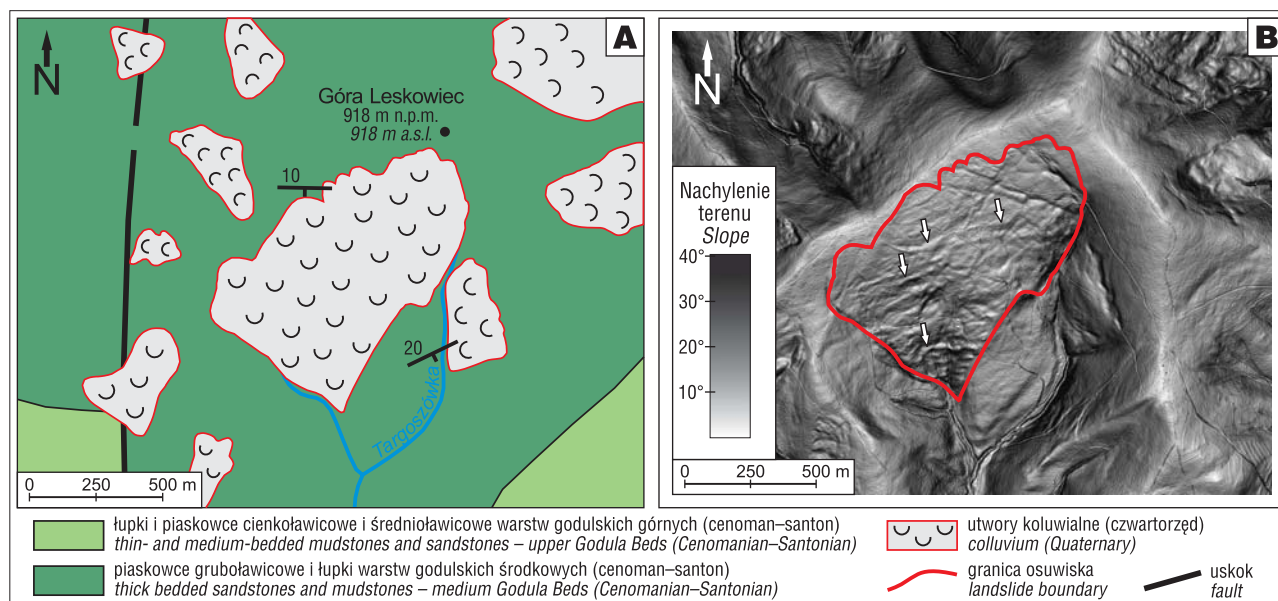 A
N
Góra Leskowiec
918 m n.p.m.
918 m a.s.l.
10
20
Targoszówka
0 250 500 m
B
N
Nachylenie
terenu
Slope
40°
30°
20°
10°
0 250 500 m
łupki i piaskowce cienkoławicowe i średnioławicowe warstw godulskich górnych (cenoman–santon)
thin- and medium-bedded mudstones and sandstones – upper Godula Beds (Cenomanian–Santonian)
piaskowce gruboławicowe i łupki warstw godulskich środkowych (cenoman–santon)
thick bedded sandstones and mudstones – medium Godula Beds (Cenomanian–Santonian)
utwory koluwialne (czwartorzęd)
colluvium (Quaternary)
granica osuwiska
landslide boundary
uskok
fault